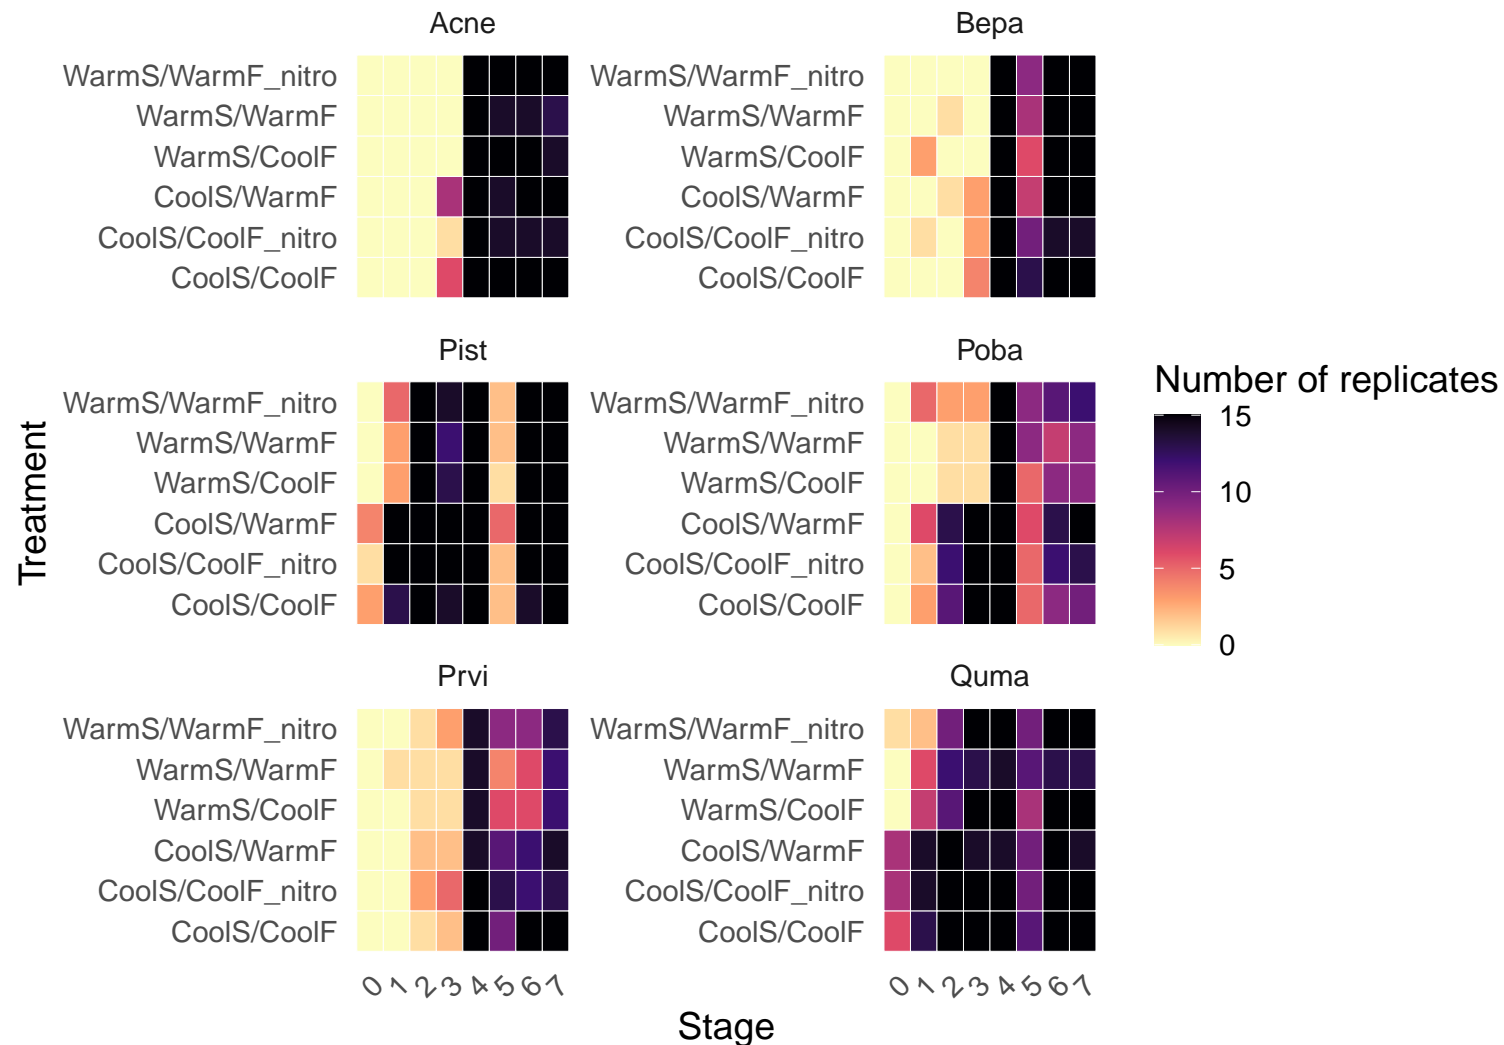 Acne
Bepa
WarmS/WarmF_nitro
WarmS/WarmF
WarmS/CoolF
CoolS/WarmF
CoolS/CoolF_nitro
CoolS/CoolF
WarmS/WarmF_nitro
WarmS/WarmF
WarmS/CoolF
CoolS/WarmF
CoolS/CoolF_nitro
CoolS/CoolF
Pist
Poba
WarmS/WarmF_nitro
WarmS/WarmF
WarmS/CoolF
CoolS/WarmF
CoolS/CoolF_nitro
CoolS/CoolF
WarmS/WarmF_nitro
WarmS/WarmF
WarmS/CoolF
CoolS/WarmF
CoolS/CoolF_nitro
CoolS/CoolF
Prvi
Quma
WarmS/WarmF_nitro
WarmS/WarmF
WarmS/CoolF
CoolS/WarmF
CoolS/CoolF_nitro
CoolS/CoolF
WarmS/WarmF_nitro
WarmS/WarmF
WarmS/CoolF
CoolS/WarmF
CoolS/CoolF_nitro
CoolS/CoolF
0 1 2 3 4 5 6 7
0 1 2 3 4 5 6 7
Stage
Treatment
Number of replicates
15
10
5
0